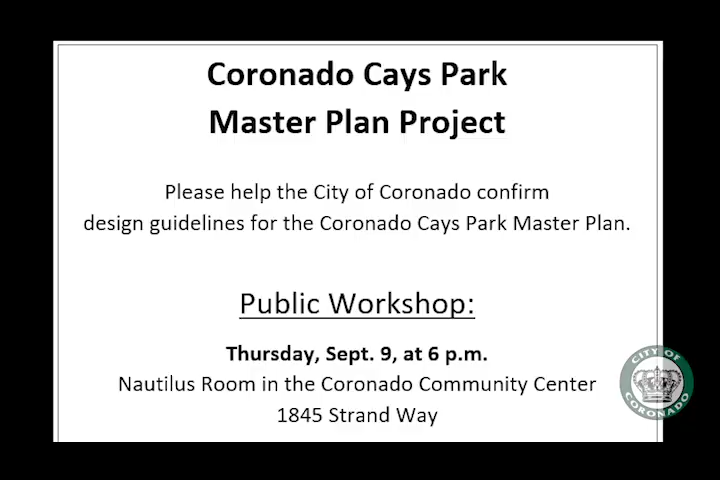 Coronado Cays Park
Master Plan Project
Please help the City of Coronado confirm
design guidelines for the Coronado Cays Park Master Plan.
Public Workshop:
Thursday, Sept. 9, at 6 p.m.
Nautilus Room in the Coronado Community Center
1845 Strand Way
CITY OF
CORONADO